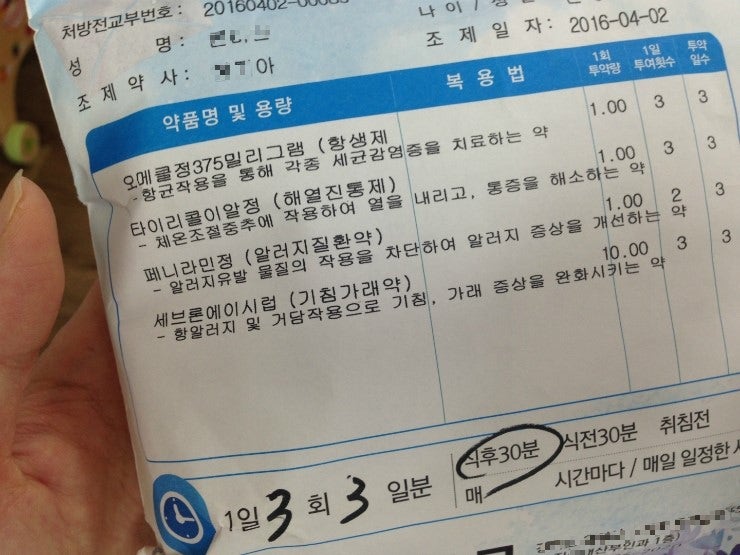 처방전교부번호 : 20160402-00085
나 이 /
성 명 :
조 제 일 자 : 2016-04-02
조 제 약 사 : 아
약품명 및 용량 복 용 법 1회 투약량 1일 투여횟수 투약 일수
오메클정375밀리그램 (항생제 1.00 3 3
- 항균작용을 통해 각종 세균감염증을 치료하는 약
타이리콜이알정 (해열진통제) 1.00 3 3
- 체온조절중추에 작용하여 열을 내리고, 통증을 해소하는 약
페니라민정 (알러지질환약) 1.00 2 3
- 알러지유발 물질의 작용을 차단하여 알러지 증상을 개선하는 약
세브론에이시럽 (기침가래약) 10.00 3 3
- 항알러지 및 거담작용으로 기침, 가래 증상을 완화시키는 약
1일 3 회 3 일분
식후30분 식전30분 취침전
매 시간마다 / 매일 일정한